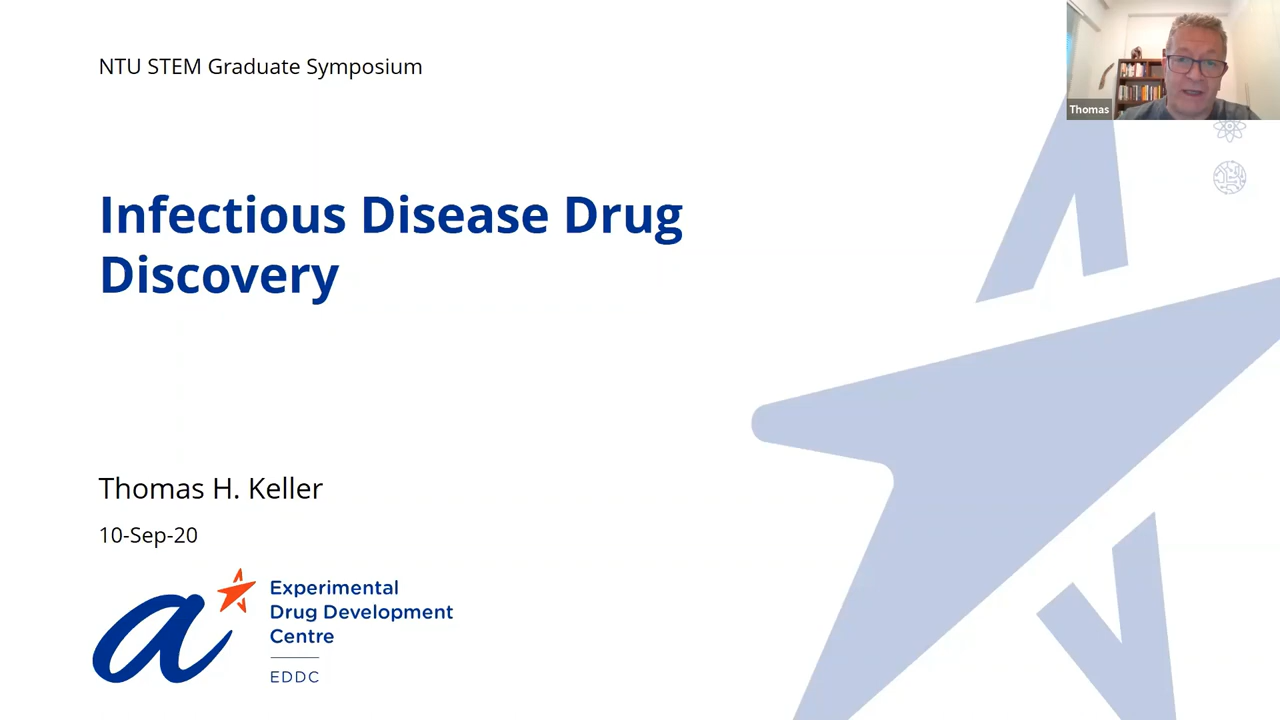 NTU STEM Graduate Symposium
Thomas
Infectious Disease Drug
Discovery
Thomas H. Keller
10-Sep-20
a
Experimental
Drug Development
Centre
EDDC